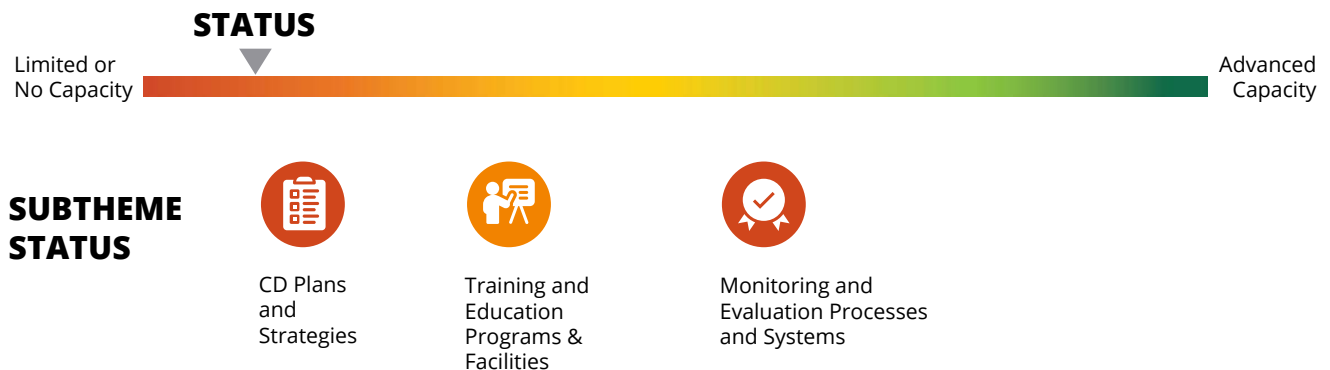 STATUS
Limited or
No Capacity
Advanced
Capacity
SUBTHEME
STATUS
CD Plans
and
Strategies
Training and
Education
Programs &
Facilities
Monitoring and
Evaluation Processes
and Systems